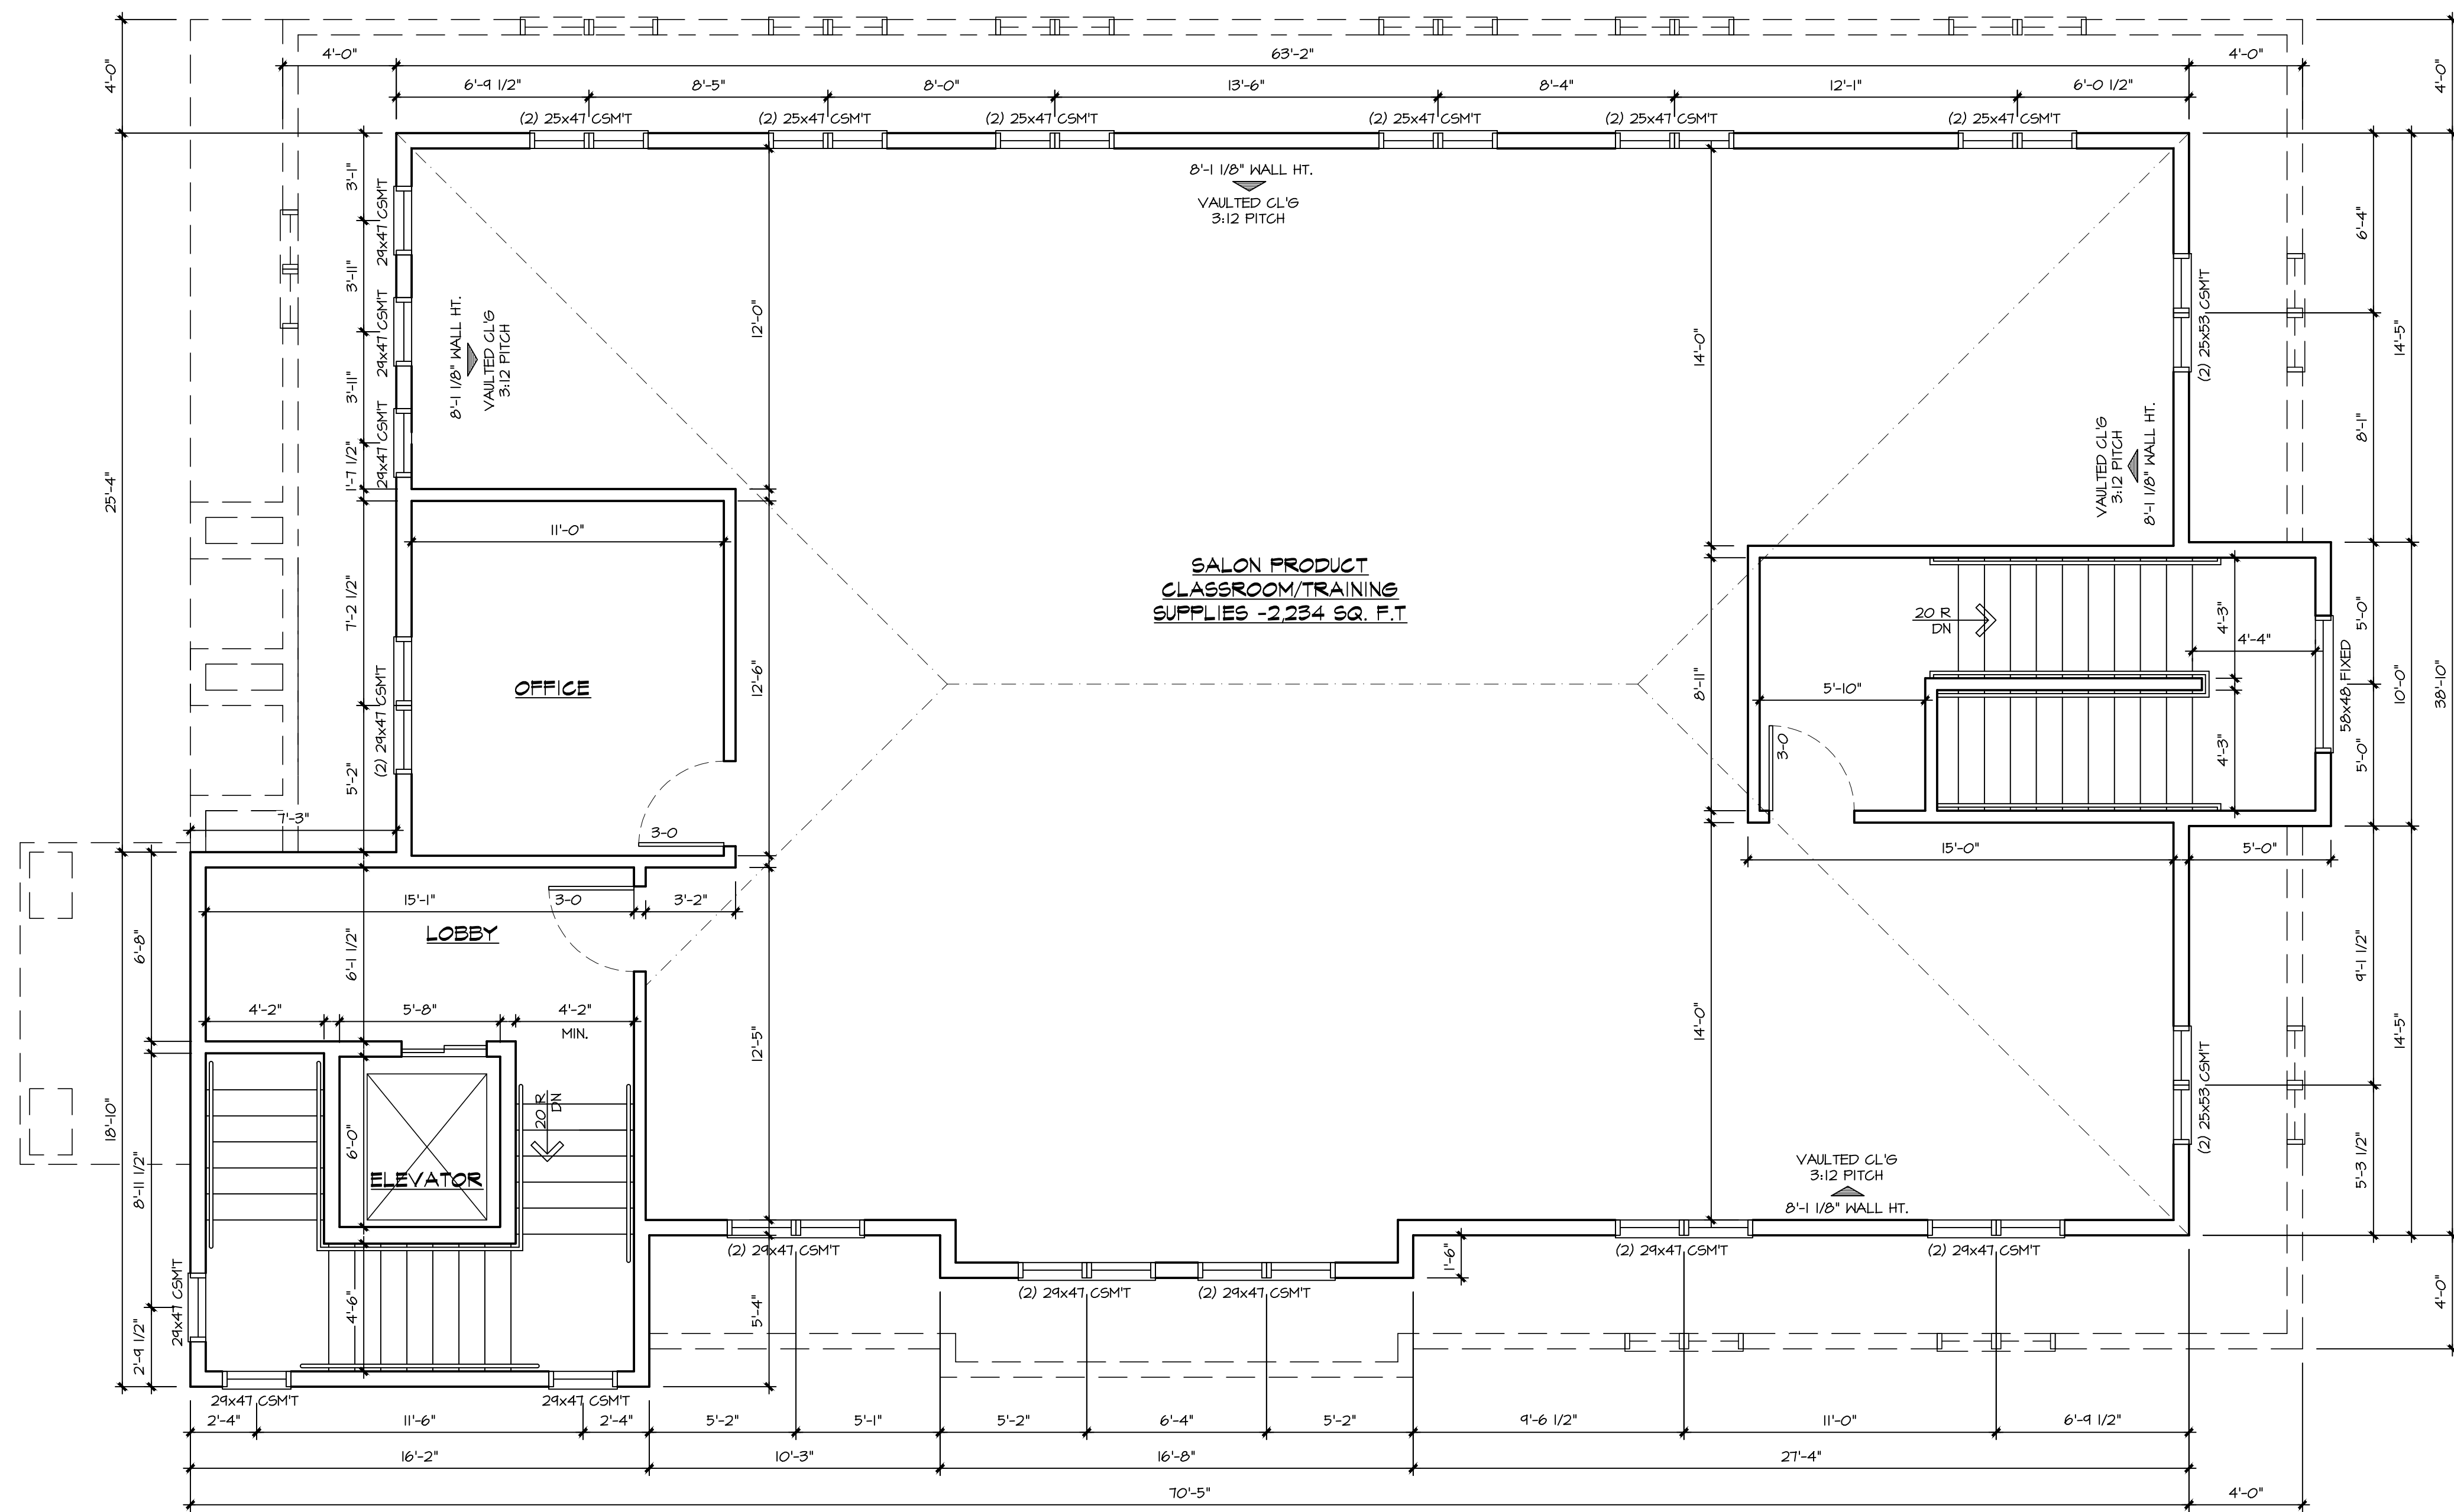 4'-0"
63'-2"
4'-0"
6'-9 1/2"
8'-5"
8'-0"
13'-6"
8'-4"
12'-1"
6'-0 1/2"
(2) 25x47 CSM'T
(2) 25x47 CSM'T
(2) 25x47 CSM'T
(2) 25x47 CSM'T
(2) 25x47 CSM'T
(2) 25x47 CSM'T
4'-0"
25'-4"
18'-10"
3'-1"
3'-11"
3'-11"
1'-7 1/2"
7'-2 1/2"
5'-2"
29x47 CSM'T
29x47 CSM'T
29x47 CSM'T
(2) 29x47 CSM'T
8'-1 1/8" WALL HT.
VAULTED CL'G
3:12 PITCH
8'-1 1/8" WALL HT.
VAULTED CL'G
3:12 PITCH
12'-0"
12'-6"
12'-5"
5'-4"
11'-0"
OFFICE
3-0
SALON PRODUCT
CLASSROOM/TRAINING
SUPPLIES -2,234 SQ. F.T
14'-0"
8'-11"
14'-0"
VAULTED CL'G
3:12 PITCH
8'-1 1/8" WALL HT.
(2) 25x53 CSM'T
20 R
DN
4'-3"
4'-4"
5'-10"
4'-3"
3-0
58x48 FIXED
15'-0"
5'-0"
6'-4"
8'-1"
5'-0"
5'-0"
9'-1 1/2"
5'-3 1/2"
14'-5"
10'-0"
14'-5"
4'-0"
38'-10"
4'-0"
(2) 25x53 CSM'T
7'-3"
15'-1"
3-0
3'-2"
LOBBY
6'-8"
6'-1 1/2"
4'-2"
5'-8"
4'-2"
MIN.
20 R
DN
6'-0"
ELEVATOR
8'-11 1/2"
2'-9 1/2"
4'-6"
29x47 CSM'T
29x47 CSM'T
29x47 CSM'T
VAULTED CL'G
3:12 PITCH
8'-1 1/8" WALL HT.
(2) 29x47 CSM'T
(2) 29x47 CSM'T
(2) 29x47 CSM'T
1'-6"
(2) 29x47 CSM'T
(2) 29x47 CSM'T
2'-4"
11'-6"
2'-4"
5'-2"
5'-1"
5'-2"
6'-4"
5'-2"
9'-6 1/2"
11'-0"
6'-9 1/2"
16'-2"
10'-3"
16'-8"
27'-4"
70'-5"
4'-0"